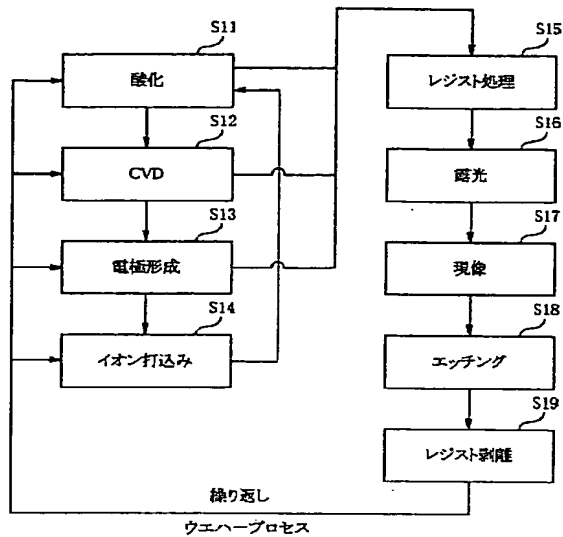 S11
酸化
S12
CVD
S13
電極形成
S14
イオン打込み
S15
レジスト処理
S16
露光
S17
現像
S18
エッチング
S19
レジスト剥離
繰り返し
ウエハープロセス